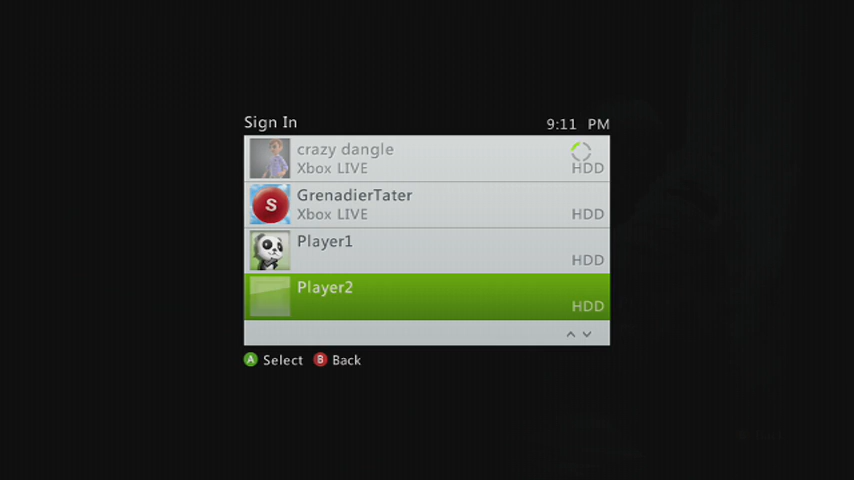 Sign In 9:11 PM
crazy dangle
Xbox LIVE HDD
S
GrenadierTater
Xbox LIVE HDD
Player1
HDD
Player2
HDD
A Select B Back